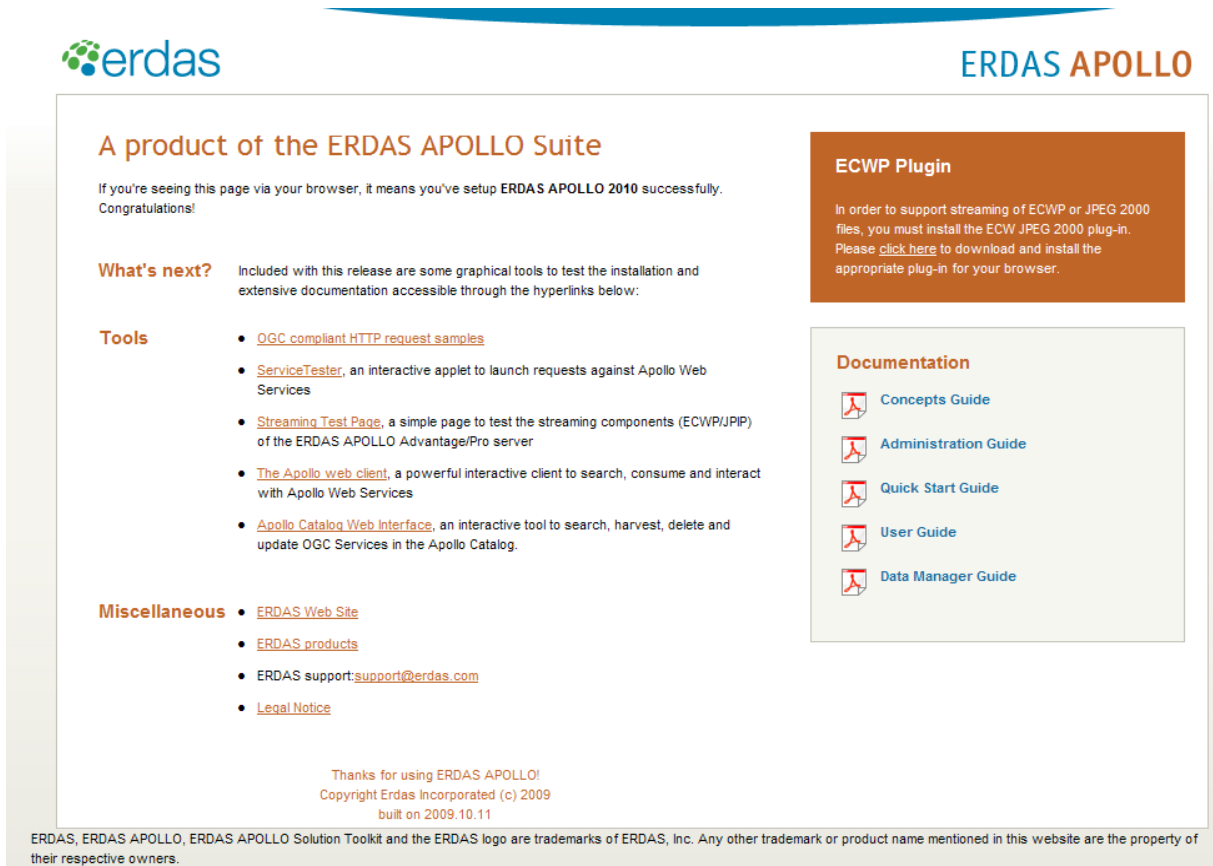 erdas
ERDAS APOLLO
A product of the ERDAS APOLLO Suite
If you're seeing this page via your browser, it means you've setup ERDAS APOLLO 2010 successfully.
Congratulations!
What's next?
Included with this release are some graphical tools to test the installation and
extensive documentation accessible through the hyperlinks below:
Tools
● OGC compliant HTTP request samples
● ServiceTester, an interactive applet to launch requests against Apollo Web
Services
● Streaming Test Page, a simple page to test the streaming components (ECWP/JPIP)
of the ERDAS APOLLO Advantage/Pro server
● The Apollo web client, a powerful interactive client to search, consume and interact
with Apollo Web Services
● Apollo Catalog Web Interface, an interactive tool to search, harvest, delete and
update OGC Services in the Apollo Catalog.
Miscellaneous
● ERDAS Web Site
● ERDAS products
● ERDAS support:support@erdas.com
● Legal Notice
ECWP Plugin
In order to support streaming of ECWP or JPEG 2000
files, you must install the ECW JPEG 2000 plug-in.
Please click here to download and install the
appropriate plug-in for your browser.
Documentation
Concepts Guide
Administration Guide
Quick Start Guide
User Guide
Data Manager Guide
Thanks for using ERDAS APOLLO!
Copyright Erdas Incorporated (c) 2009
built on 2009.10.11
ERDAS, ERDAS APOLLO, ERDAS APOLLO Solution Toolkit and the ERDAS logo are trademarks of ERDAS, Inc. Any other trademark or product name mentioned in this website are the property of
their respective owners.